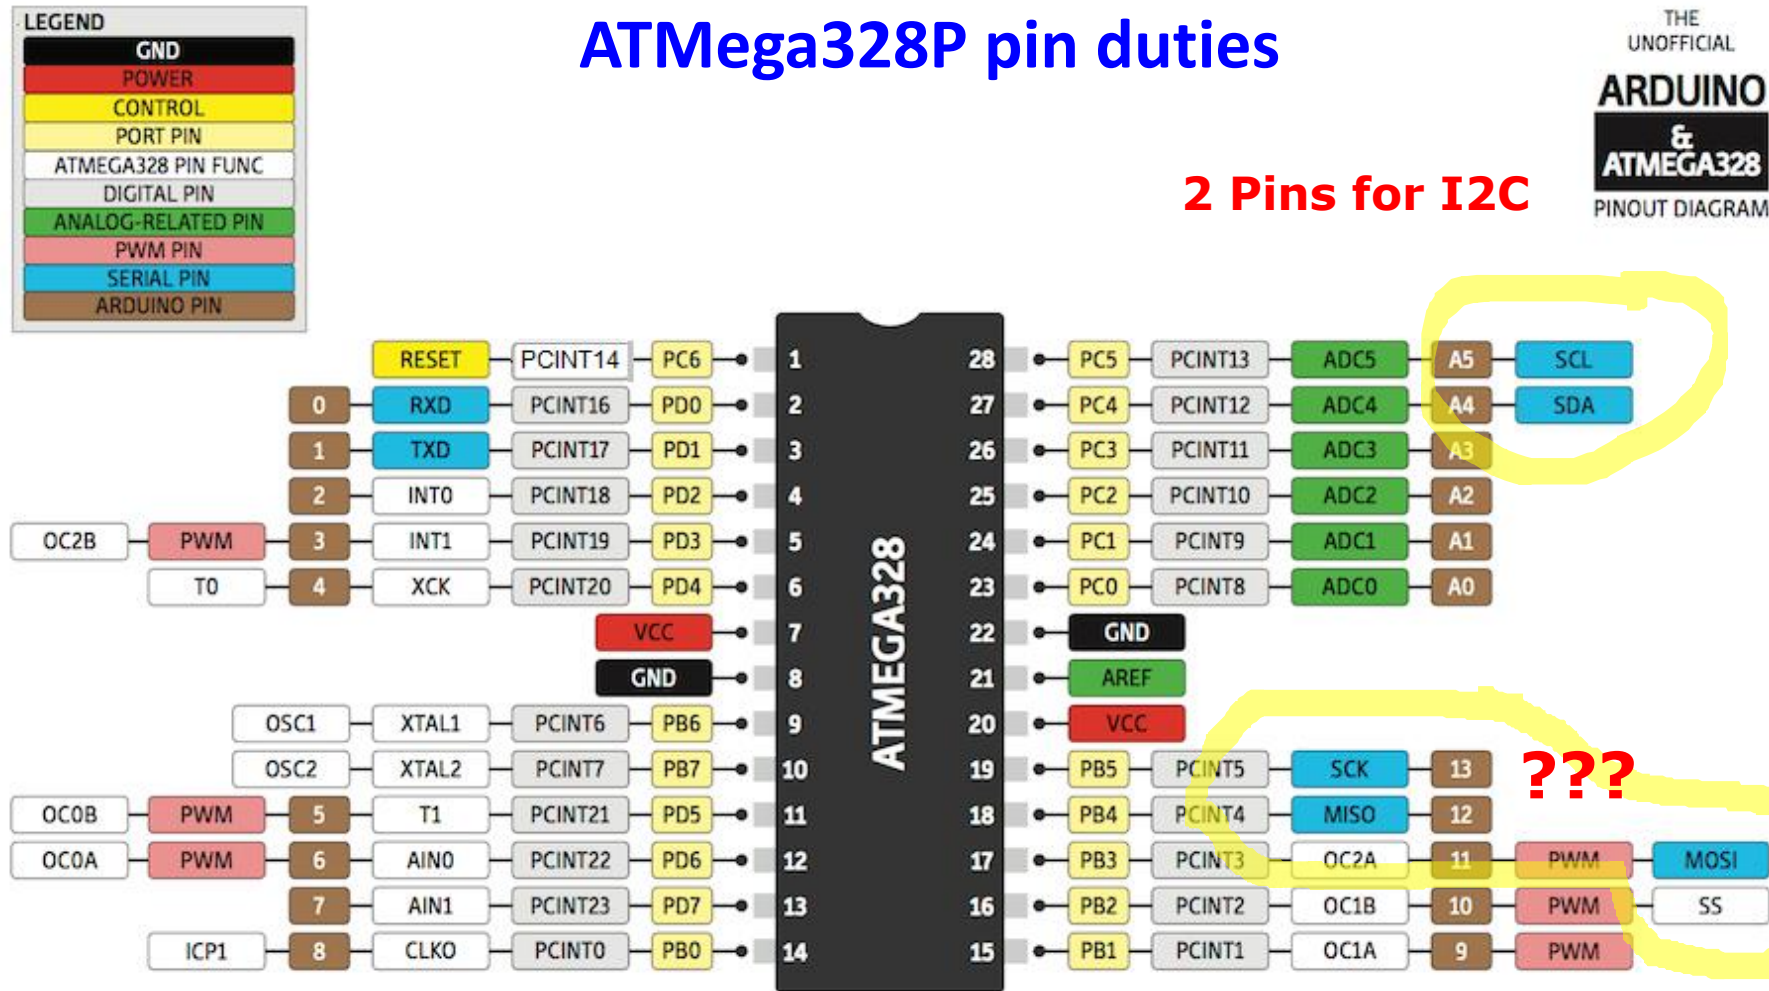 LEGEND
GND
POWER
CONTROL
PORT PIN
ATMEGA328 PIN FUNC
DIGITAL PIN
ANALOG-RELATED PIN
PWM PIN
SERIAL PIN
ARDUINO PIN
ATMega328P pin duties
THE
UNOFFICIAL
ARDUINO
&
ATMEGA328
PINOUT DIAGRAM
2 Pins for I2C
RESET PCINT14 PC6 1 28 PC5 PCINT13 ADC5 A5 SCL
0 RXD PCINT16 PD0 2 27 PC4 PCINT12 ADC4 A4 SDA
1 TXD PCINT17 PD1 3 26 PC3 PCINT11 ADC3 A3
2 INT0 PCINT18 PD2 4 25 PC2 PCINT10 ADC2 A2
OC2B PWM 3 INT1 PCINT19 PD3 5 24 PC1 PCINT9 ADC1 A1
T0 4 XCK PCINT20 PD4 6 23 PC0 PCINT8 ADC0 A0
VCC 7 22 GND
GND 8 21 AREF
OSC1 XTAL1 PCINT6 PB6 9 20 VCC
OSC2 XTAL2 PCINT7 PB7 10 19 PB5 PCINT5 SCK 13 ???
OC0B PWM 5 T1 PCINT21 PD5 11 18 PB4 PCINT4 MISO 12
OC0A PWM 6 AIN0 PCINT22 PD6 12 17 PB3 PCINT3 OC2A 11 PWM MOSI
7 AIN1 PCINT23 PD7 13 16 PB2 PCINT2 OC1B 10 PWM SS
ICP1 8 CLKO PCINT0 PB0 14 15 PB1 PCINT1 OC1A 9 PWM
ATMEGA328